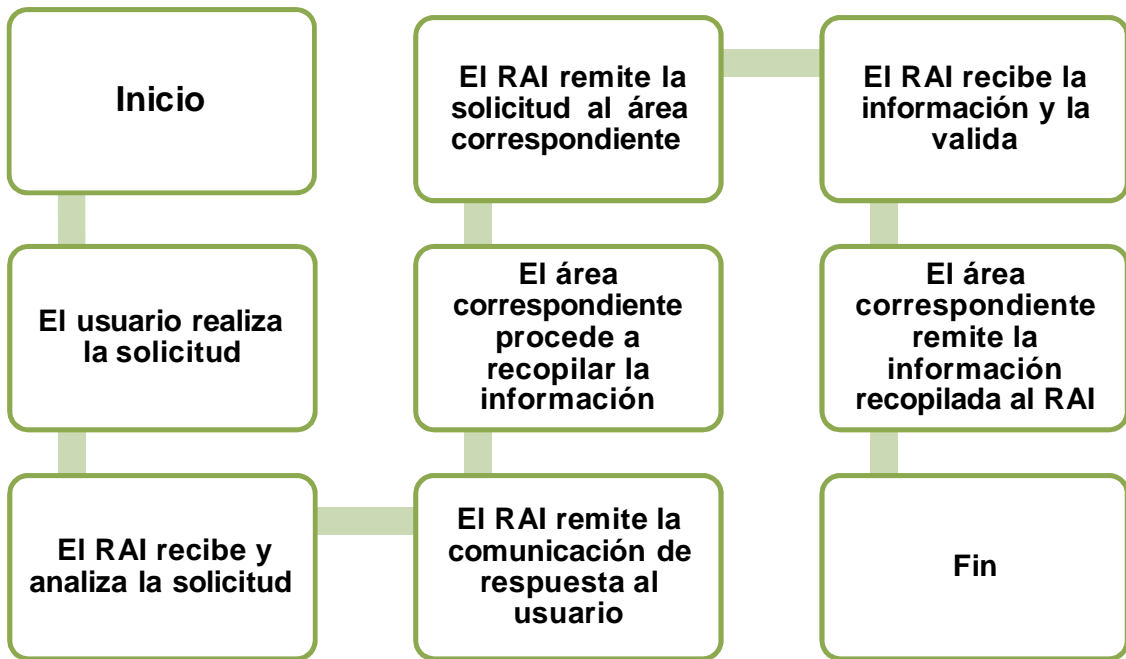 Inicio
El usuario realiza
la solicitud
El RAI recibe y
analiza la solicitud
El RAI remite la
comunicación de
respuesta al
usuario
El área
correspondiente
procede a
recopilar la
información
El RAI remite la
solicitud al área
correspondiente
El RAI recibe la
información y la
valida
El área
correspondiente
remite la
información
recopilada al RAI
Fin